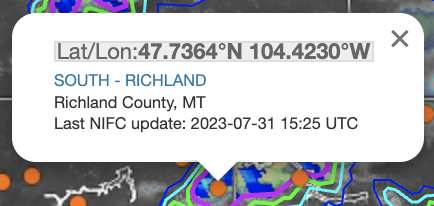 Lat/Lon:47.7364°N 104.4230°W
SOUTH - RICHLAND
Richland County, MT
Last NIFC update: 2023-07-31 15:25 UTC